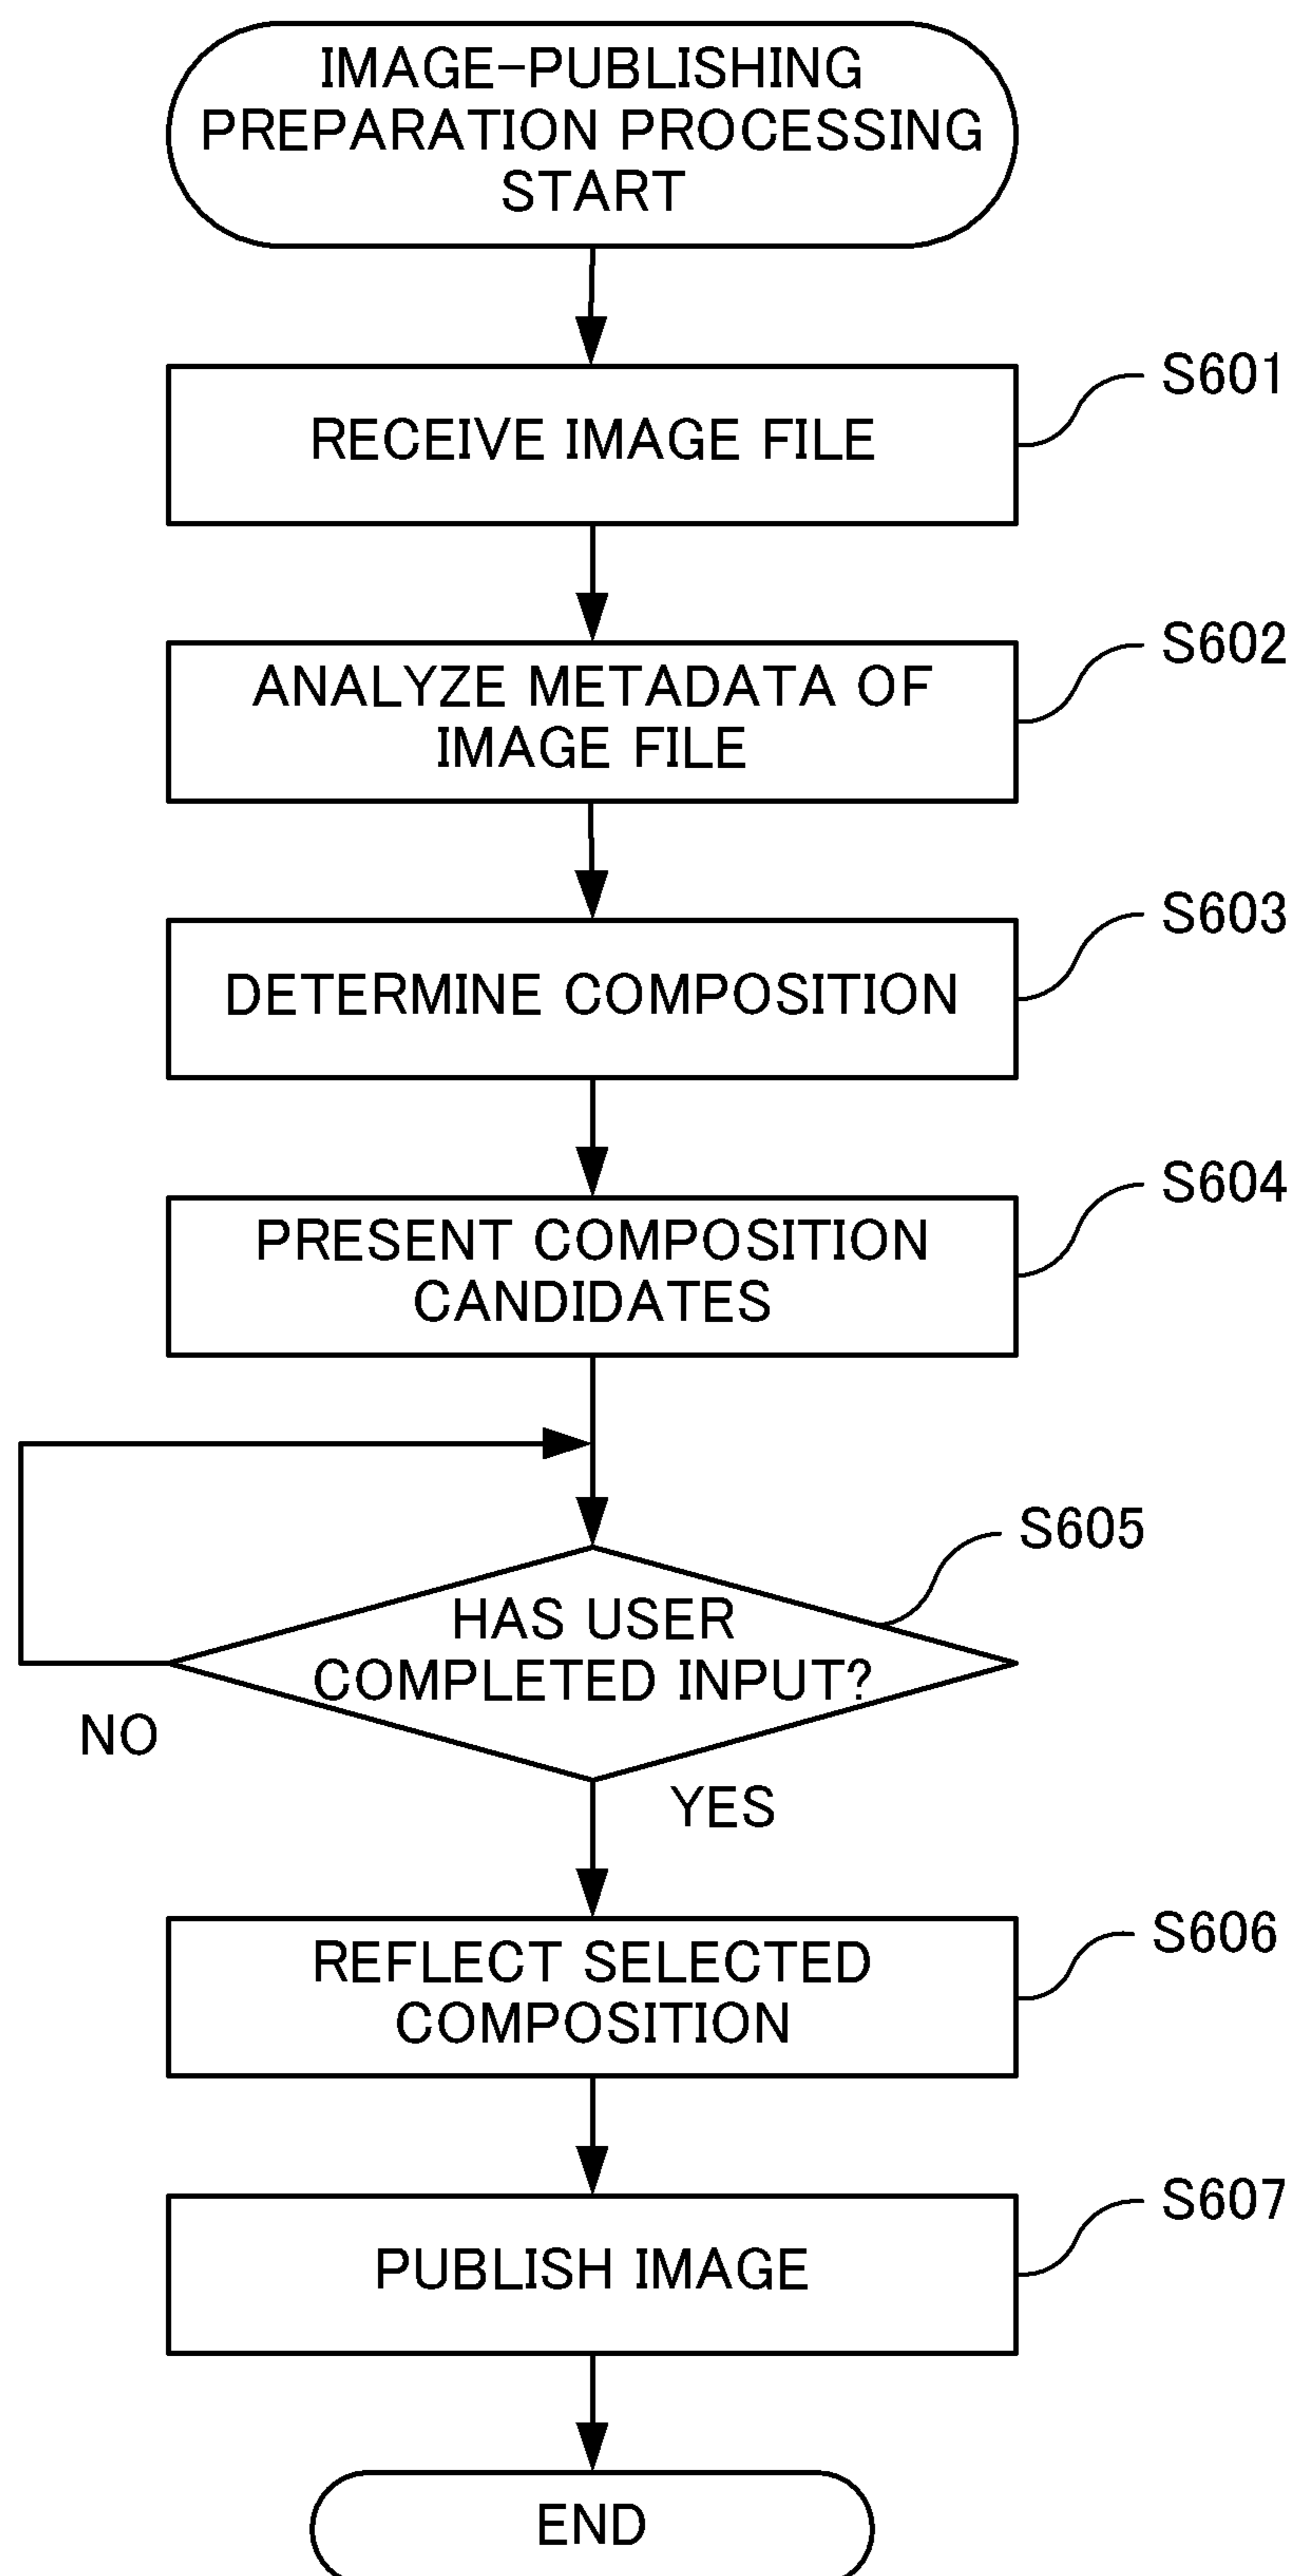 IMAGE-PUBLISHING
PREPARATION PROCESSING
START
S601
RECEIVE IMAGE FILE
S602
ANALYZE METADATA OF
IMAGE FILE
S603
DETERMINE COMPOSITION
S604
PRESENT COMPOSITION
CANDIDATES
S605
HAS USER
COMPLETED INPUT?
NO
YES
S606
REFLECT SELECTED
COMPOSITION
S607
PUBLISH IMAGE
END